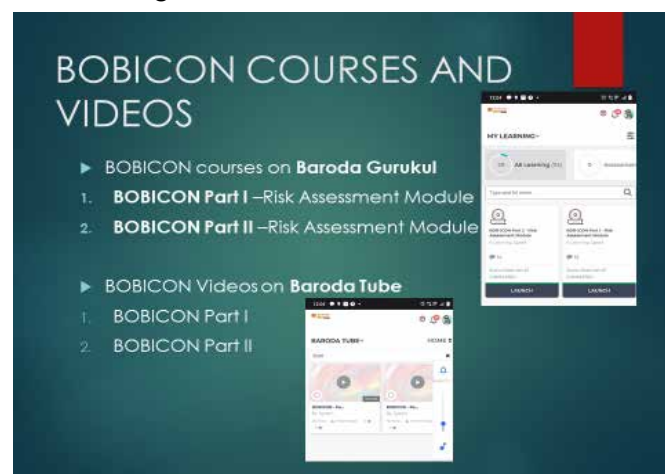 BOBICON COURSES AND
VIDEOS
BOBICON courses on Baroda Gurukul
1. BOBICON Part I –Risk Assessment Module
2. BOBICON Part II –Risk Assessment Module
BOBICON Videos on Baroda Tube
1. BOBICON Part I
2. BOBICON Part II
MY LEARNING
All Learning
LAUNCH LAUNCH
BARODA TUBE
HOME